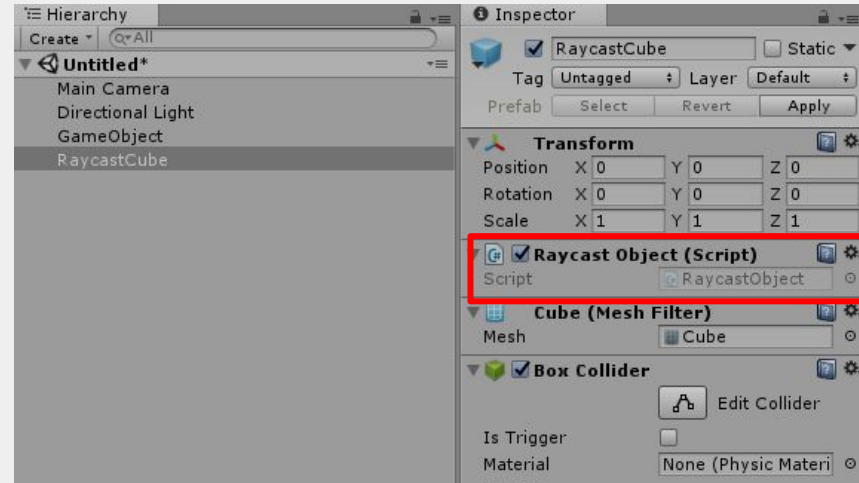 Hierarchy
Create All
Untitled*
Main Camera
Directional Light
GameObject
RaycastCube
Inspector
RaycastCube Static
Tag Untagged Layer Default
Prefab Select Revert Apply
Transform
Position X 0 Y 0 Z 0
Rotation X 0 Y 0 Z 0
Scale X 1 Y 1 Z 1
C# Raycast Object (Script)
Script RaycastObject
Cube (Mesh Filter)
Mesh Cube
Box Collider
Edit Collider
Is Trigger
Material None (Physic Materi